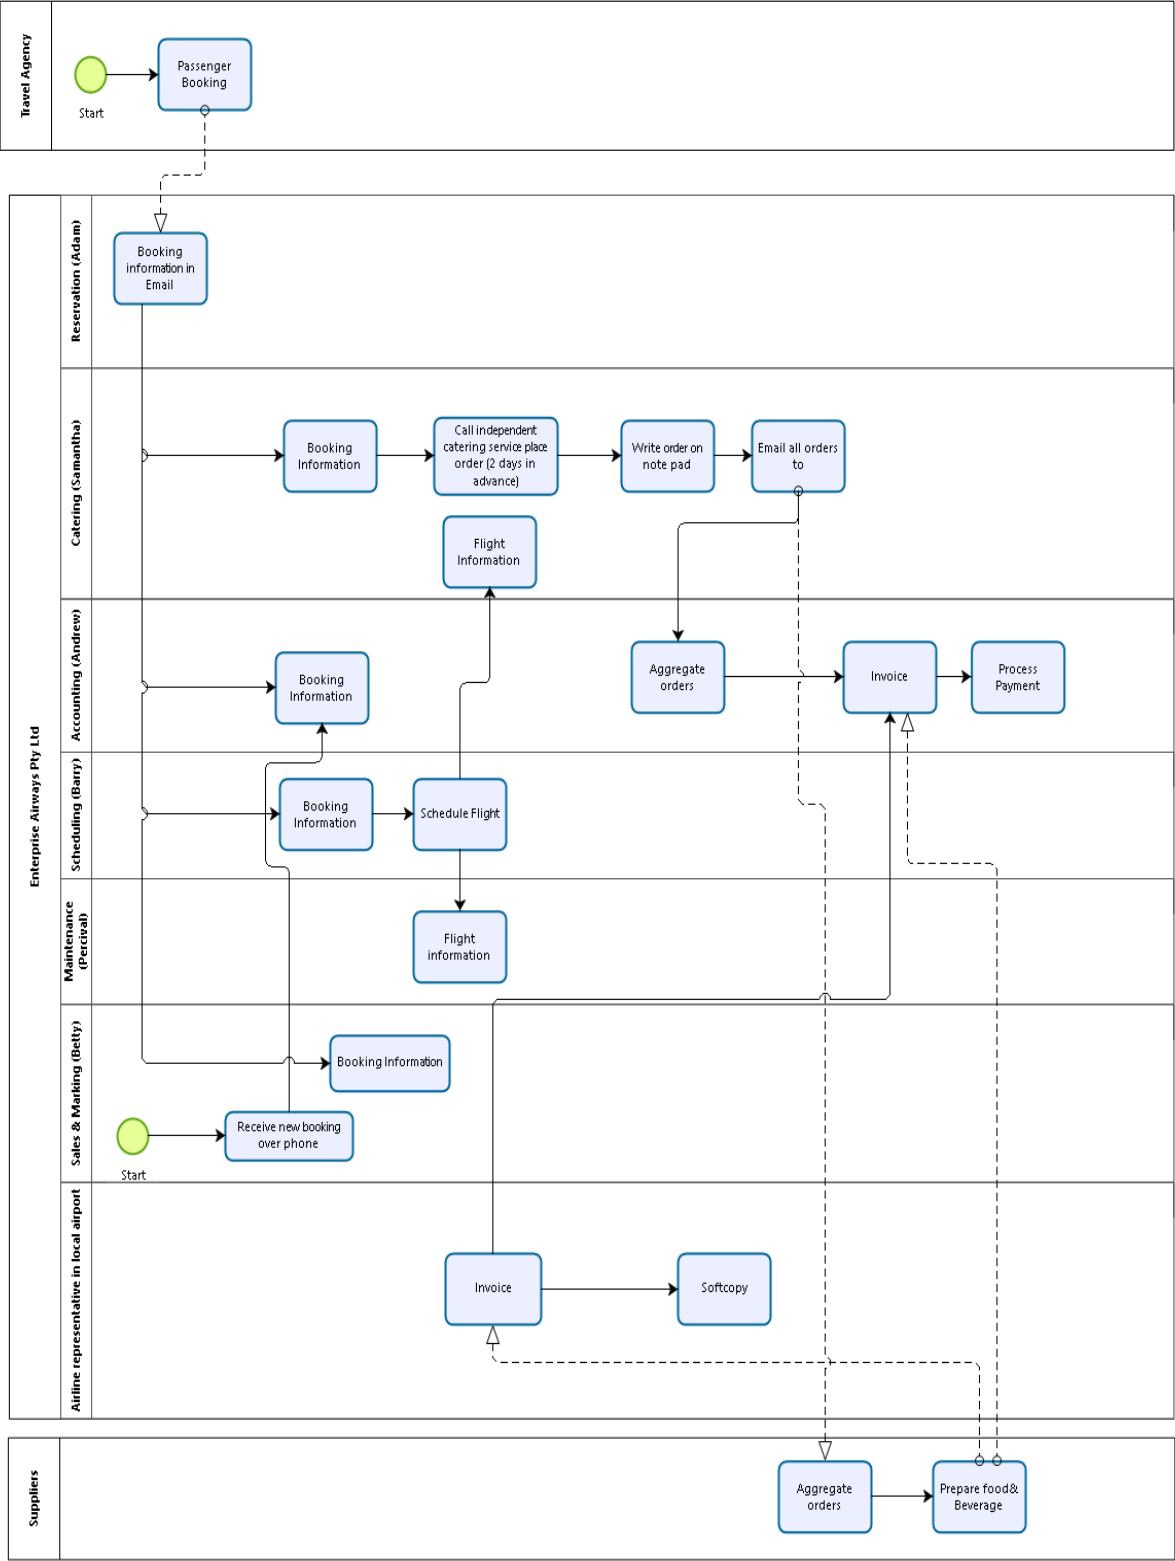 Travel Agency
Passenger
Booking
Start
Enterprise Airways Pty Ltd
Reservation (Adam)
Booking
information in
Email
Catering (Samantha)
Booking
Information
Call independent
catering service place
order (2 days in
advance)
Write order on
note pad
Email all orders
to
Flight
Information
Accounting (Andrew)
Booking
Information
Aggregate
orders
Invoice
Process
Payment
Scheduling (Barry)
Booking
Information
Schedule Flight
Maintenance
(Percival)
Flight
information
Sales & Marking (Betty)
Booking Information
Receive new booking
over phone
Start
Airline representative in local airport
Invoice
Softcopy
Suppliers
Aggregate
orders
Prepare food&
Beverage